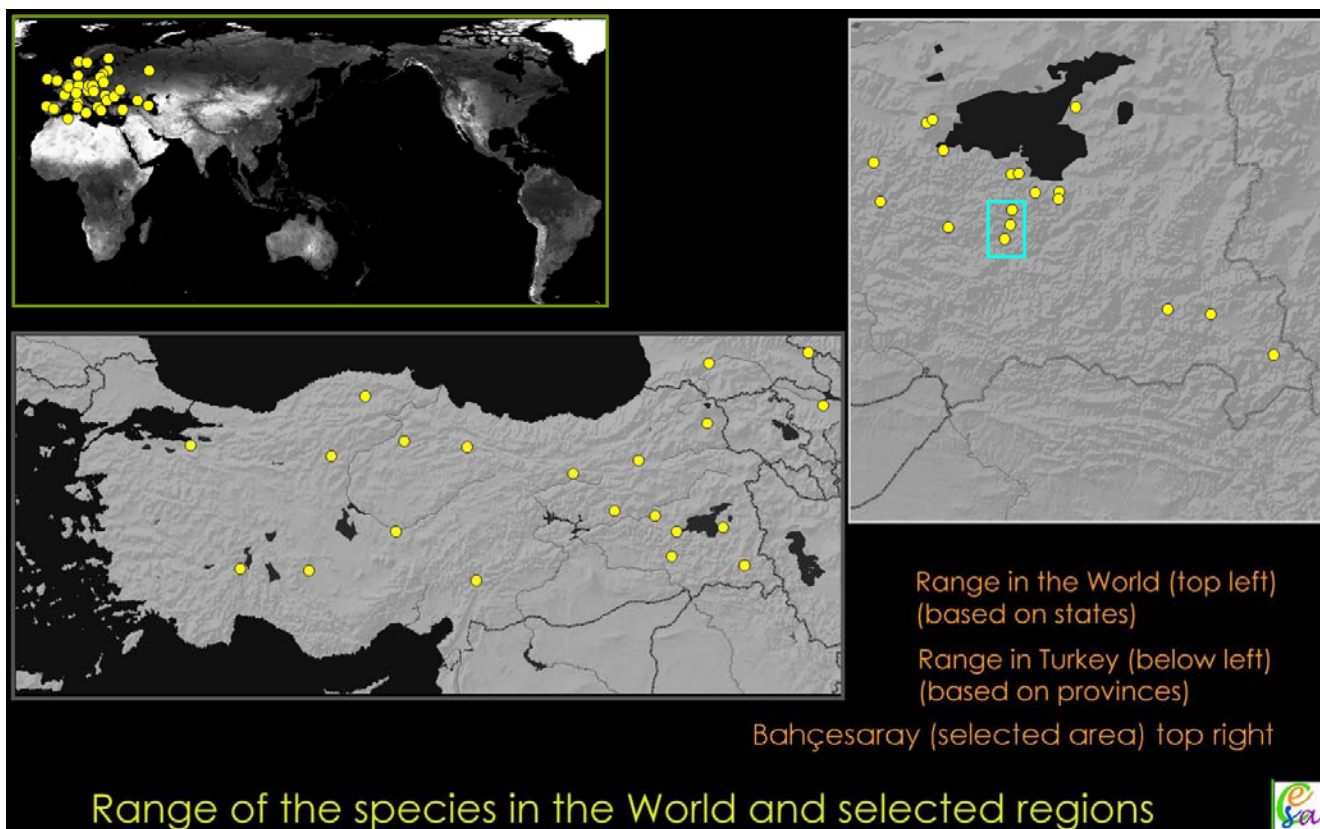 Range in the World (top left)
(based on states)
Range in Turkey (below left)
(based on provinces)
Bahçesaray (selected area) top right
Range of the species in the World and selected regions
esa